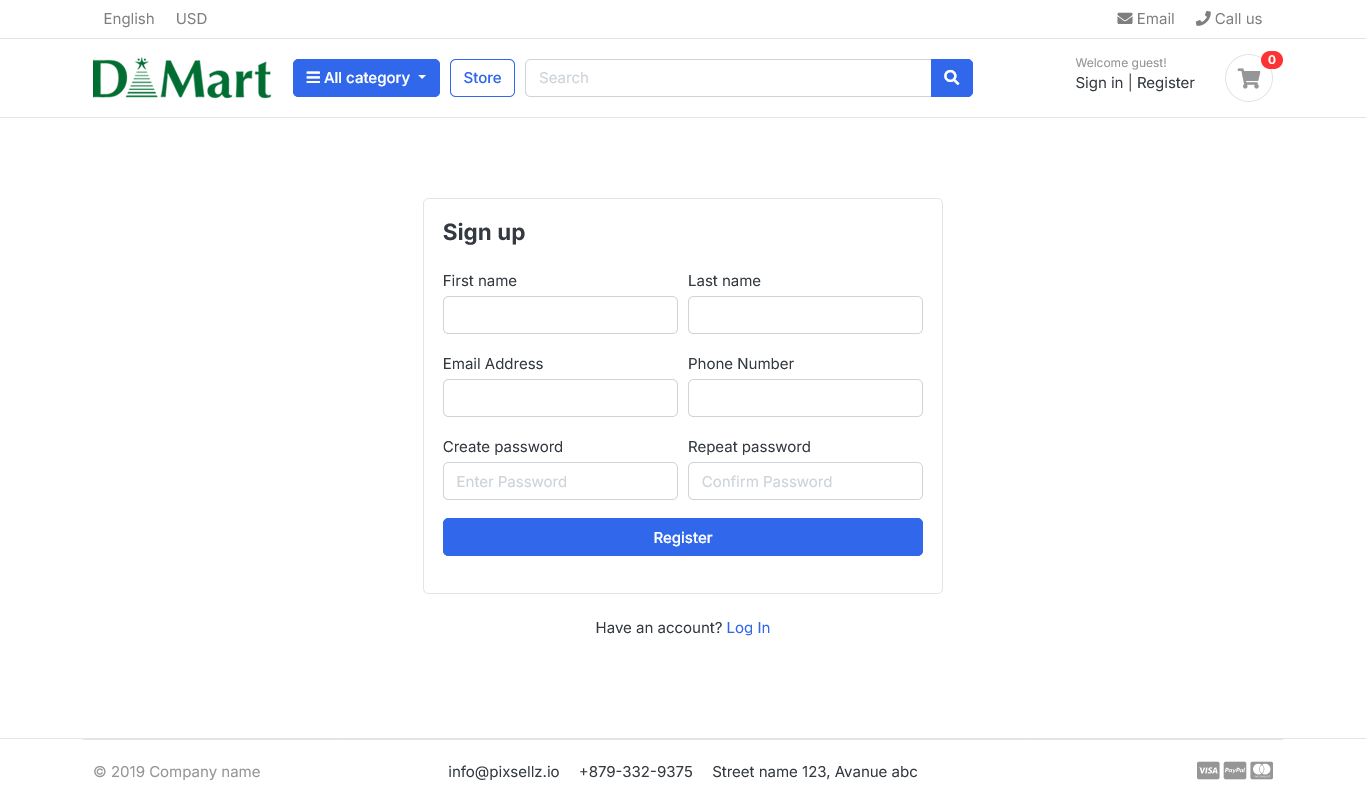 English USD Email Call us
D Mart All category Store Search Welcome guest! 0
Sign in | Register
Sign up
First name Last name
Email Address Phone Number
Create password Repeat password
Enter Password Confirm Password
Register
Have an account? Log In
© 2019 Company name info@pixsellz.io +879-332-9375 Street name 123, Avanue abc VISA PayPal